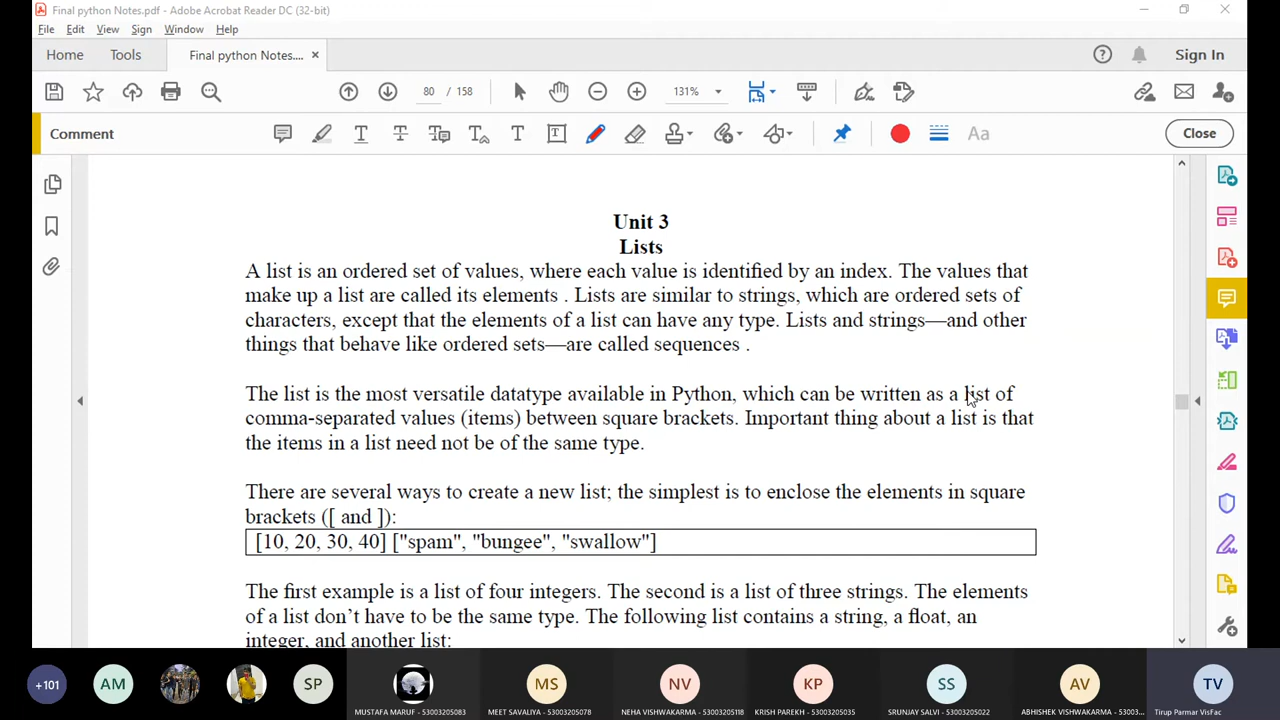 Final python Notes.pdf - Adobe Acrobat Reader DC (32-bit)
File Edit View Sign Window Help
Home Tools Final python Notes.... × Sign In
80 / 158 131%
Comment Aa Close
Unit 3
Lists
A list is an ordered set of values, where each value is identified by an index. The values that
make up a list are called its elements . Lists are similar to strings, which are ordered sets of
characters, except that the elements of a list can have any type. Lists and strings—and other
things that behave like ordered sets—are called sequences .
The list is the most versatile datatype available in Python, which can be written as a list of
comma-separated values (items) between square brackets. Important thing about a list is that
the items in a list need not be of the same type.
There are several ways to create a new list; the simplest is to enclose the elements in square
brackets ([ and ]):
[10, 20, 30, 40] ["spam", "bungee", "swallow"]
The first example is a list of four integers. The second is a list of three strings. The elements
of a list don’t have to be the same type. The following list contains a string, a float, an
integer, and another list:
+101 AM SP MS NV KP SS AV TV
MUSTAFA MARUF - 53003205083 MEET SAVALIYA - 53003205078 NEHA VISHWAKARMA - 53003205118 KRISH PAREKH - 53003205035 SRUNJAY SALVI - 53003205022 ABHISHEK VISHWAKARMA - 53003... Tirup Parmar VisFac